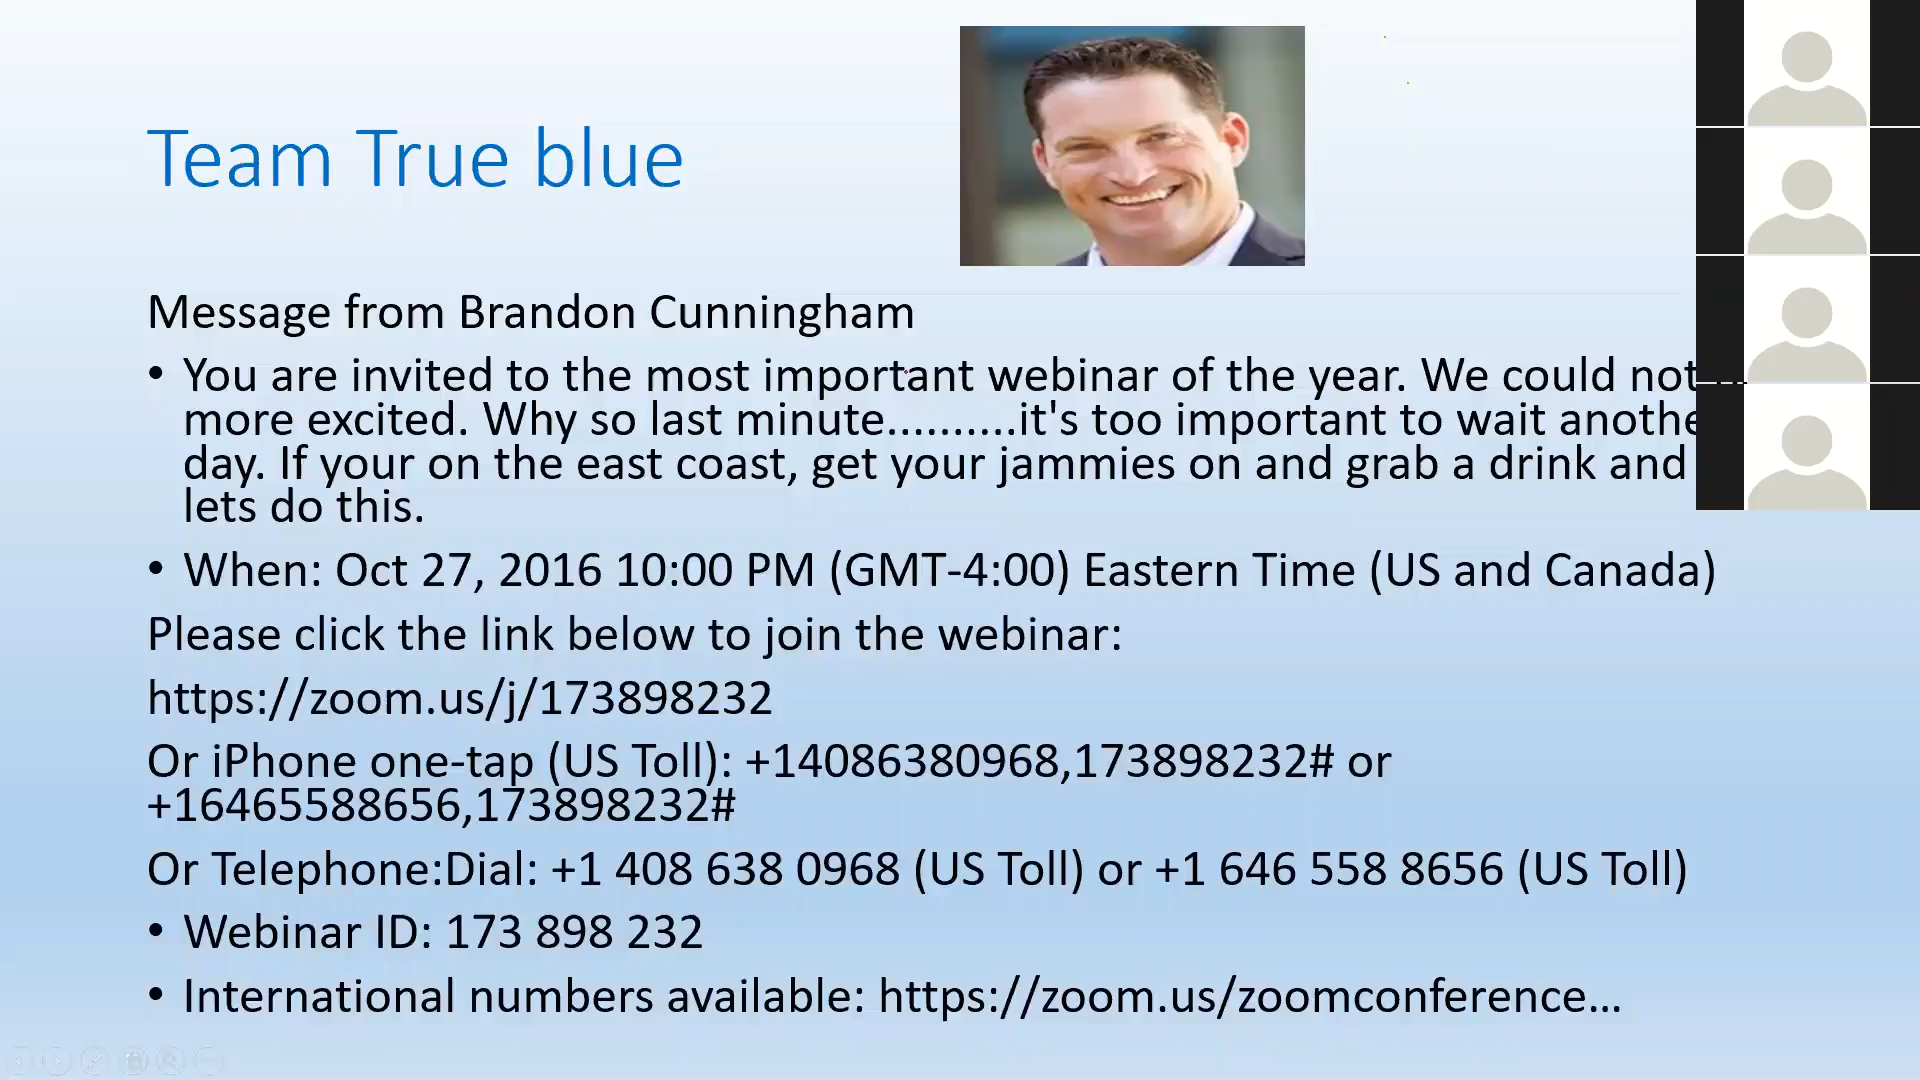 Team True blue
Message from Brandon Cunningham
• You are invited to the most important webinar of the year. We could not
more excited. Why so last minute..........it's too important to wait anothe
day. If your on the east coast, get your jammies on and grab a drink and
lets do this.
• When: Oct 27, 2016 10:00 PM (GMT-4:00) Eastern Time (US and Canada)
Please click the link below to join the webinar:
https://zoom.us/j/173898232
Or iPhone one-tap (US Toll): +14086380968,173898232# or
+16465588656,173898232#
Or Telephone:Dial: +1 408 638 0968 (US Toll) or +1 646 558 8656 (US Toll)
• Webinar ID: 173 898 232
• International numbers available: https://zoom.us/zoomconference…